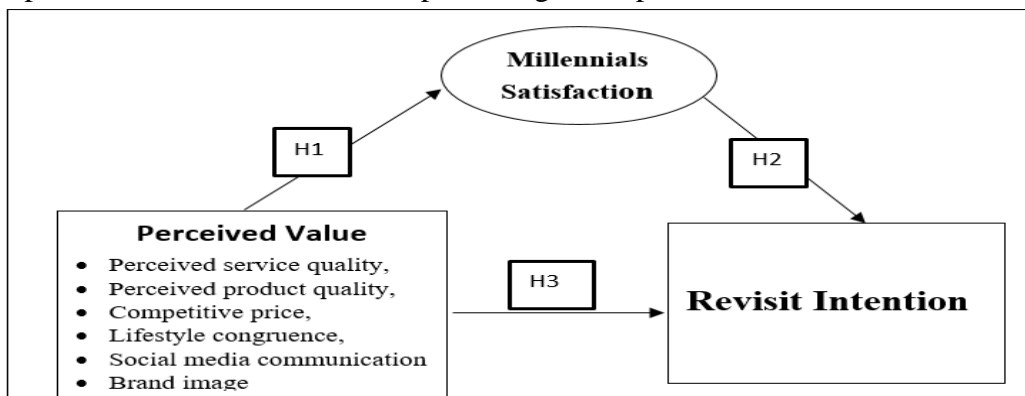 Millennials
Satisfaction
H1
H2
Perceived Value
• Perceived service quality,
• Perceived product quality,
• Competitive price,
• Lifestyle congruence,
• Social media communication
• Brand image
H3
Revisit Intention